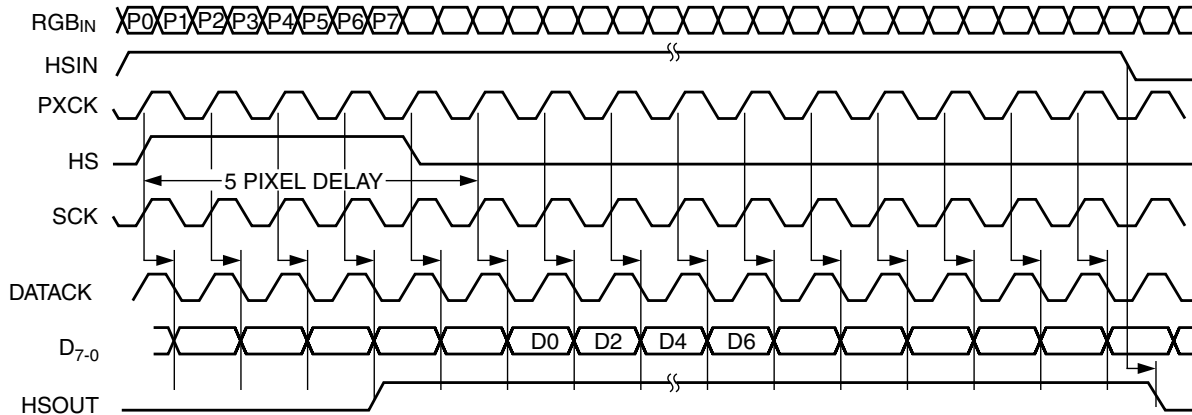 RGBIN P0 P1 P2 P3 P4 P5 P6 P7
HSIN
PXCK
HS
5 PIXEL DELAY
SCK
DATACK
D7-0 D0 D2 D4 D6
HSOUT